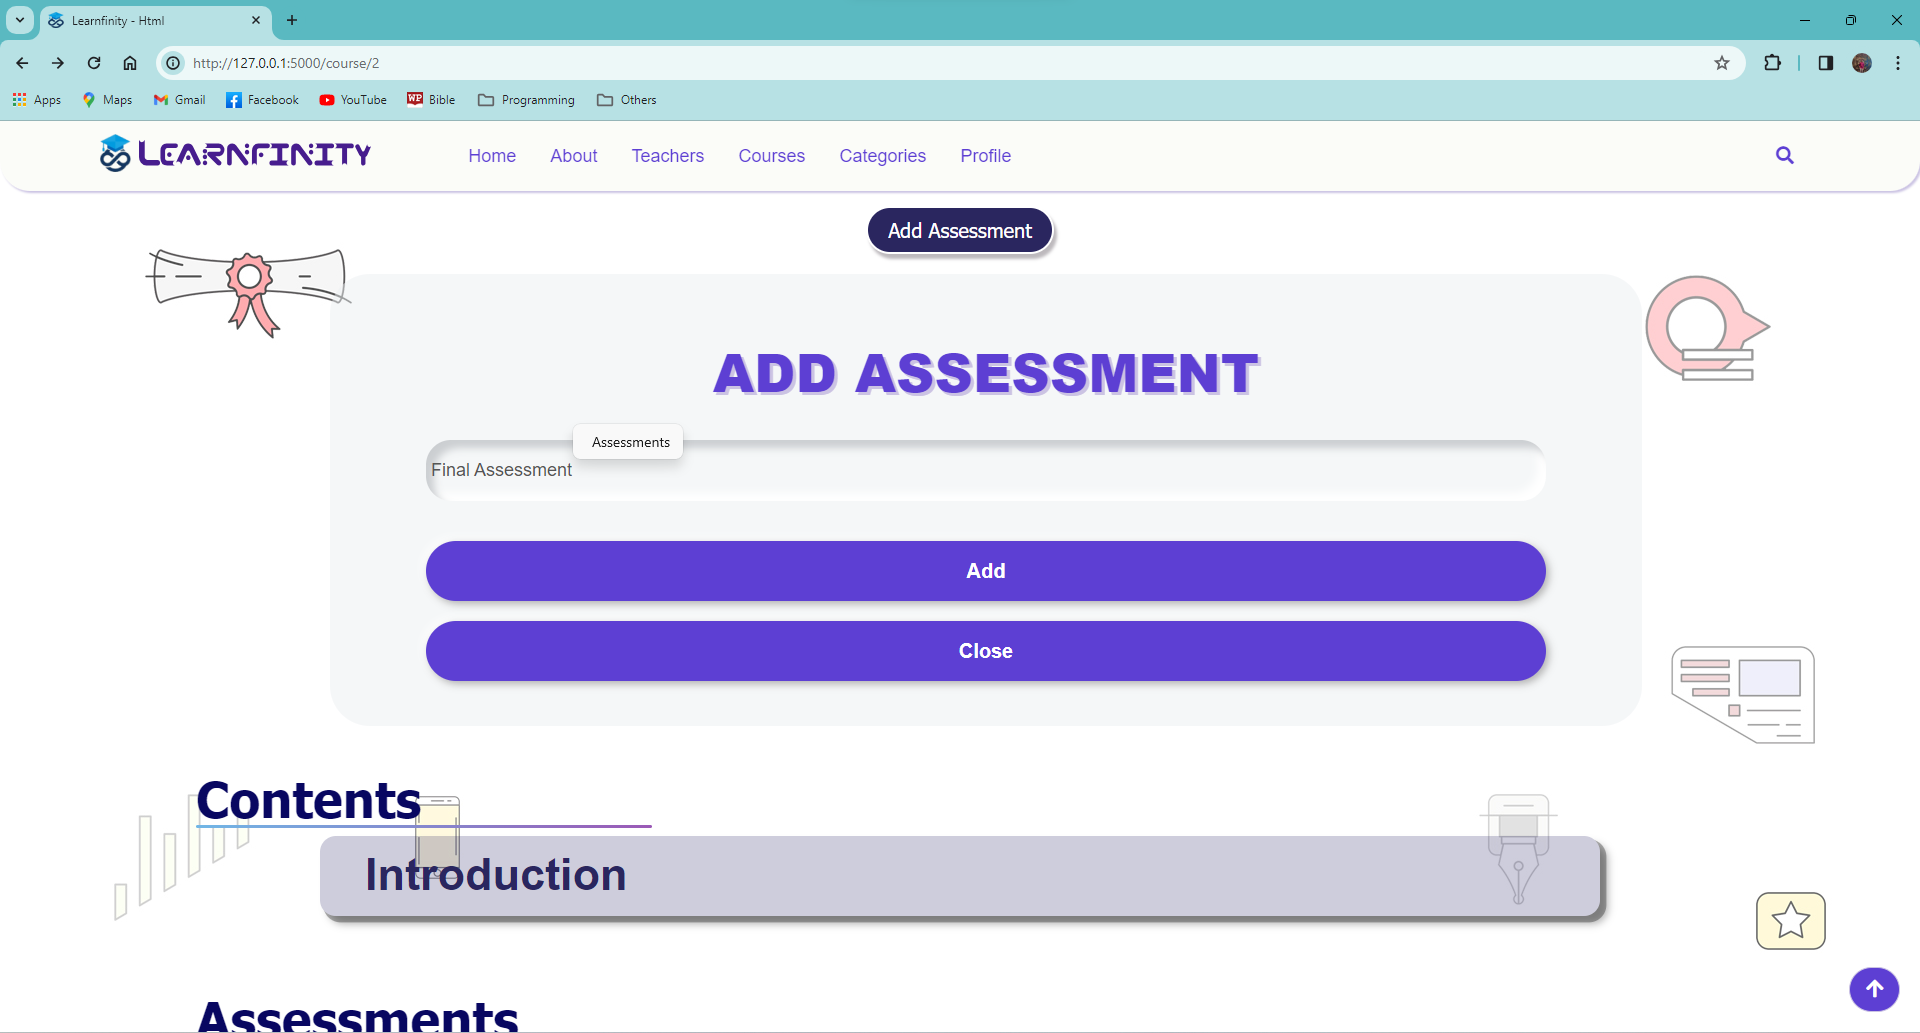 Learnfinity - Html
http://127.0.0.1:5000/course/2
Apps Maps Gmail Facebook YouTube Bible Programming Others
LEARNFINITY Home About Teachers Courses Categories Profile
Add Assessment
ADD ASSESSMENT
Assessments
Final Assessment
Add
Close
Contents
Introduction
Assessments